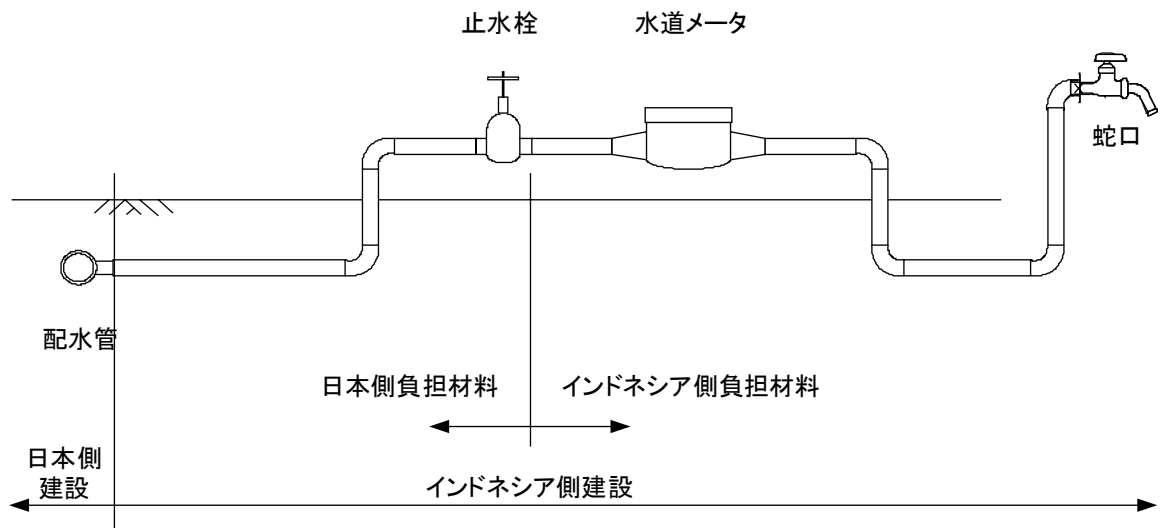 止水栓
水道メータ
蛇口
配水管
日本側負担材料
インドネシア側負担材料
日本側
建設
インドネシア側建設